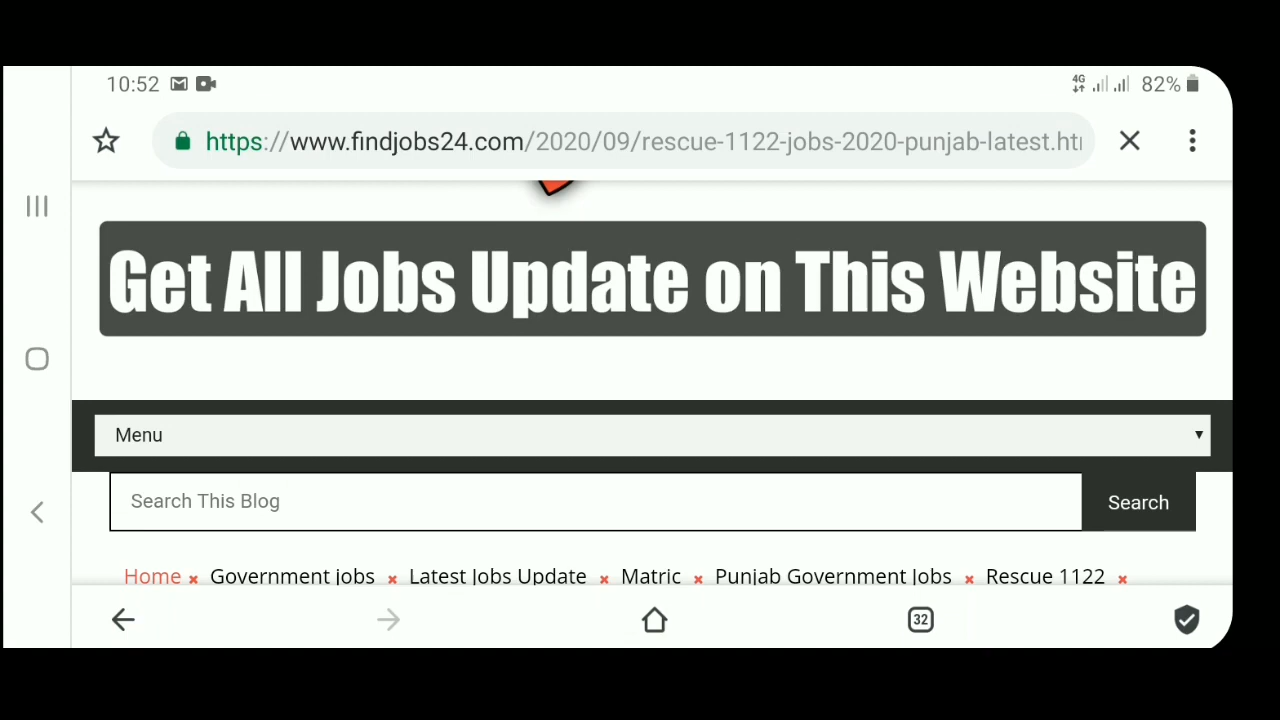 10:52
4G 82%
https://www.findjobs24.com/2020/09/rescue-1122-jobs-2020-punjab-latest.htm
Get All Jobs Update on This Website
Menu
Search This Blog
Search
Home × Government jobs × Latest Jobs Update × Matric × Punjab Government Jobs × Rescue 1122 ×
32